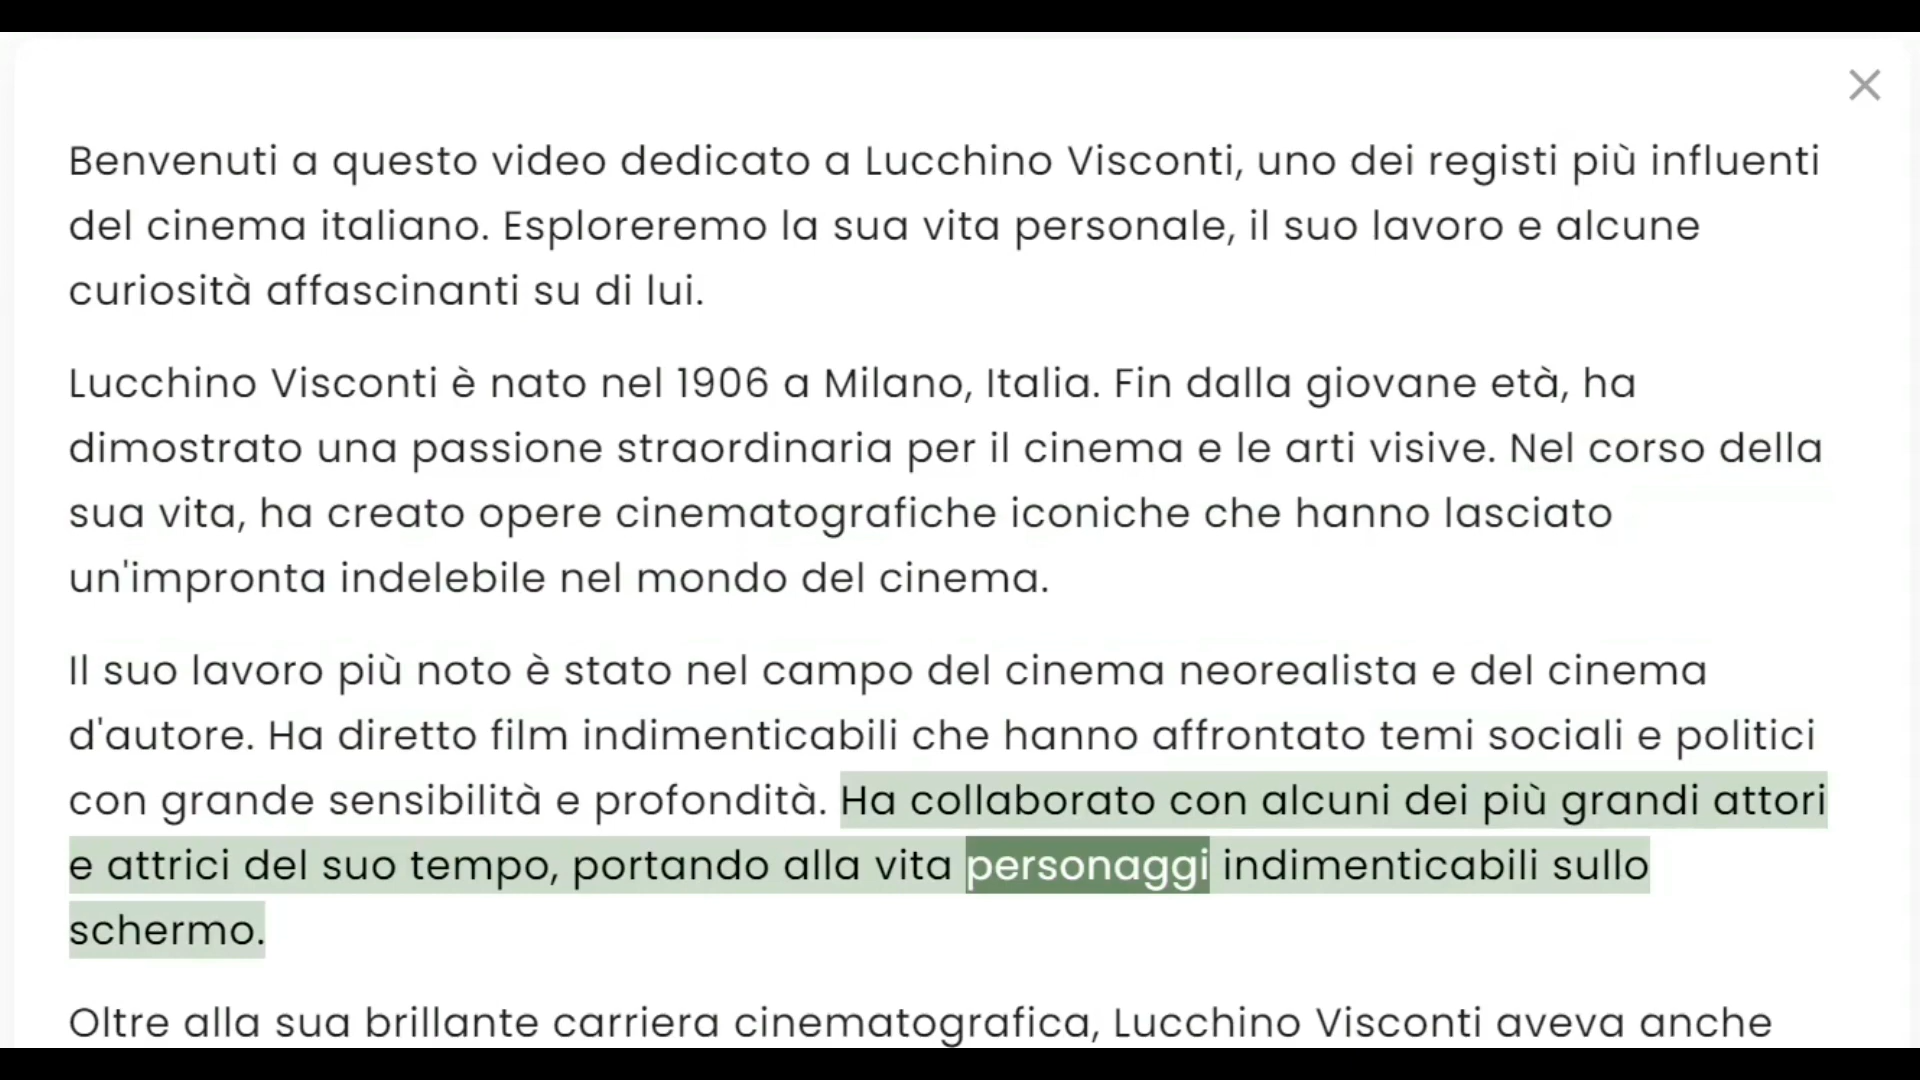 Benvenuti a questo video dedicato a Lucchino Visconti, uno dei registi più influenti
del cinema italiano. Esploreremo la sua vita personale, il suo lavoro e alcune
curiosità affascinanti su di lui.
Lucchino Visconti è nato nel 1906 a Milano, Italia. Fin dalla giovane età, ha
dimostrato una passione straordinaria per il cinema e le arti visive. Nel corso della
sua vita, ha creato opere cinematografiche iconiche che hanno lasciato
un'impronta indelebile nel mondo del cinema.
Il suo lavoro più noto è stato nel campo del cinema neorealista e del cinema
d'autore. Ha diretto film indimenticabili che hanno affrontato temi sociali e politici
con grande sensibilità e profondità. Ha collaborato con alcuni dei più grandi attori
e attrici del suo tempo, portando alla vita personaggi indimenticabili sullo
schermo.
Oltre alla sua brillante carriera cinematografica, Lucchino Visconti aveva anche